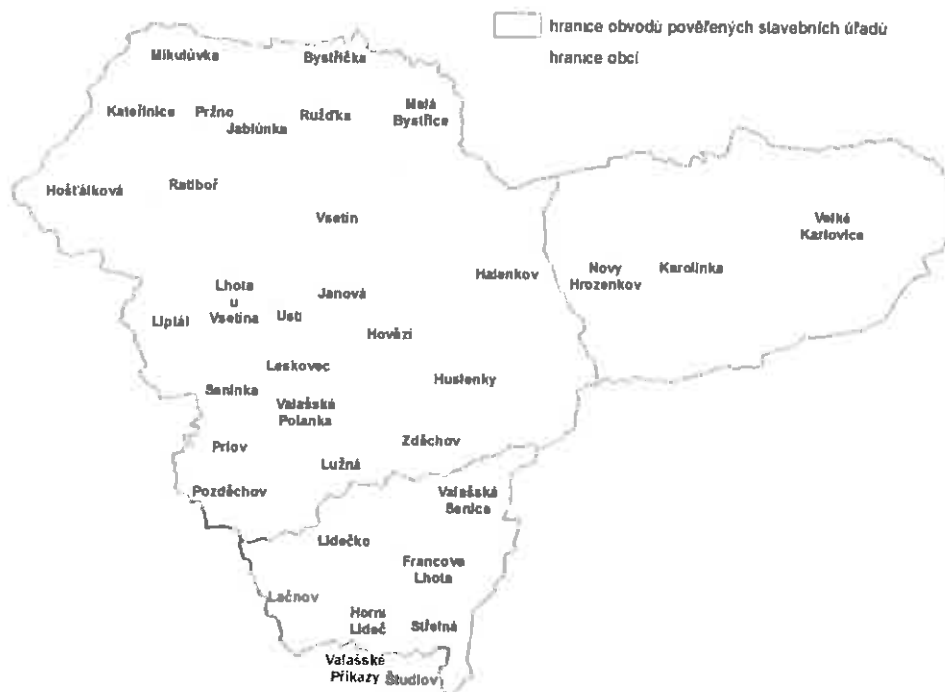 hranice obvodů pověřených stavebních úřadů
hranice obcí
Mikulůvka
Bystřička
Kateřinice
Pržno
Jablůnka
Růžďka
Malá
Bystřice
Hošťálková
Ratiboř
Vsetín
Velké
Karlovice
Halenkov
Nový
Hrozenkov
Karolinka
Lhota
u
Vsetína
Janová
Liptál
Ústí
Hovězí
Leskovec
Seninka
Huslenky
Valašská
Polanka
Prlov
Zděchov
Lužná
Pozděchov
Valašská
Senice
Lidečko
Francova
Lhota
Lačnov
Horní
Lideč
Střelná
Valašské
Příkazy
Študlov